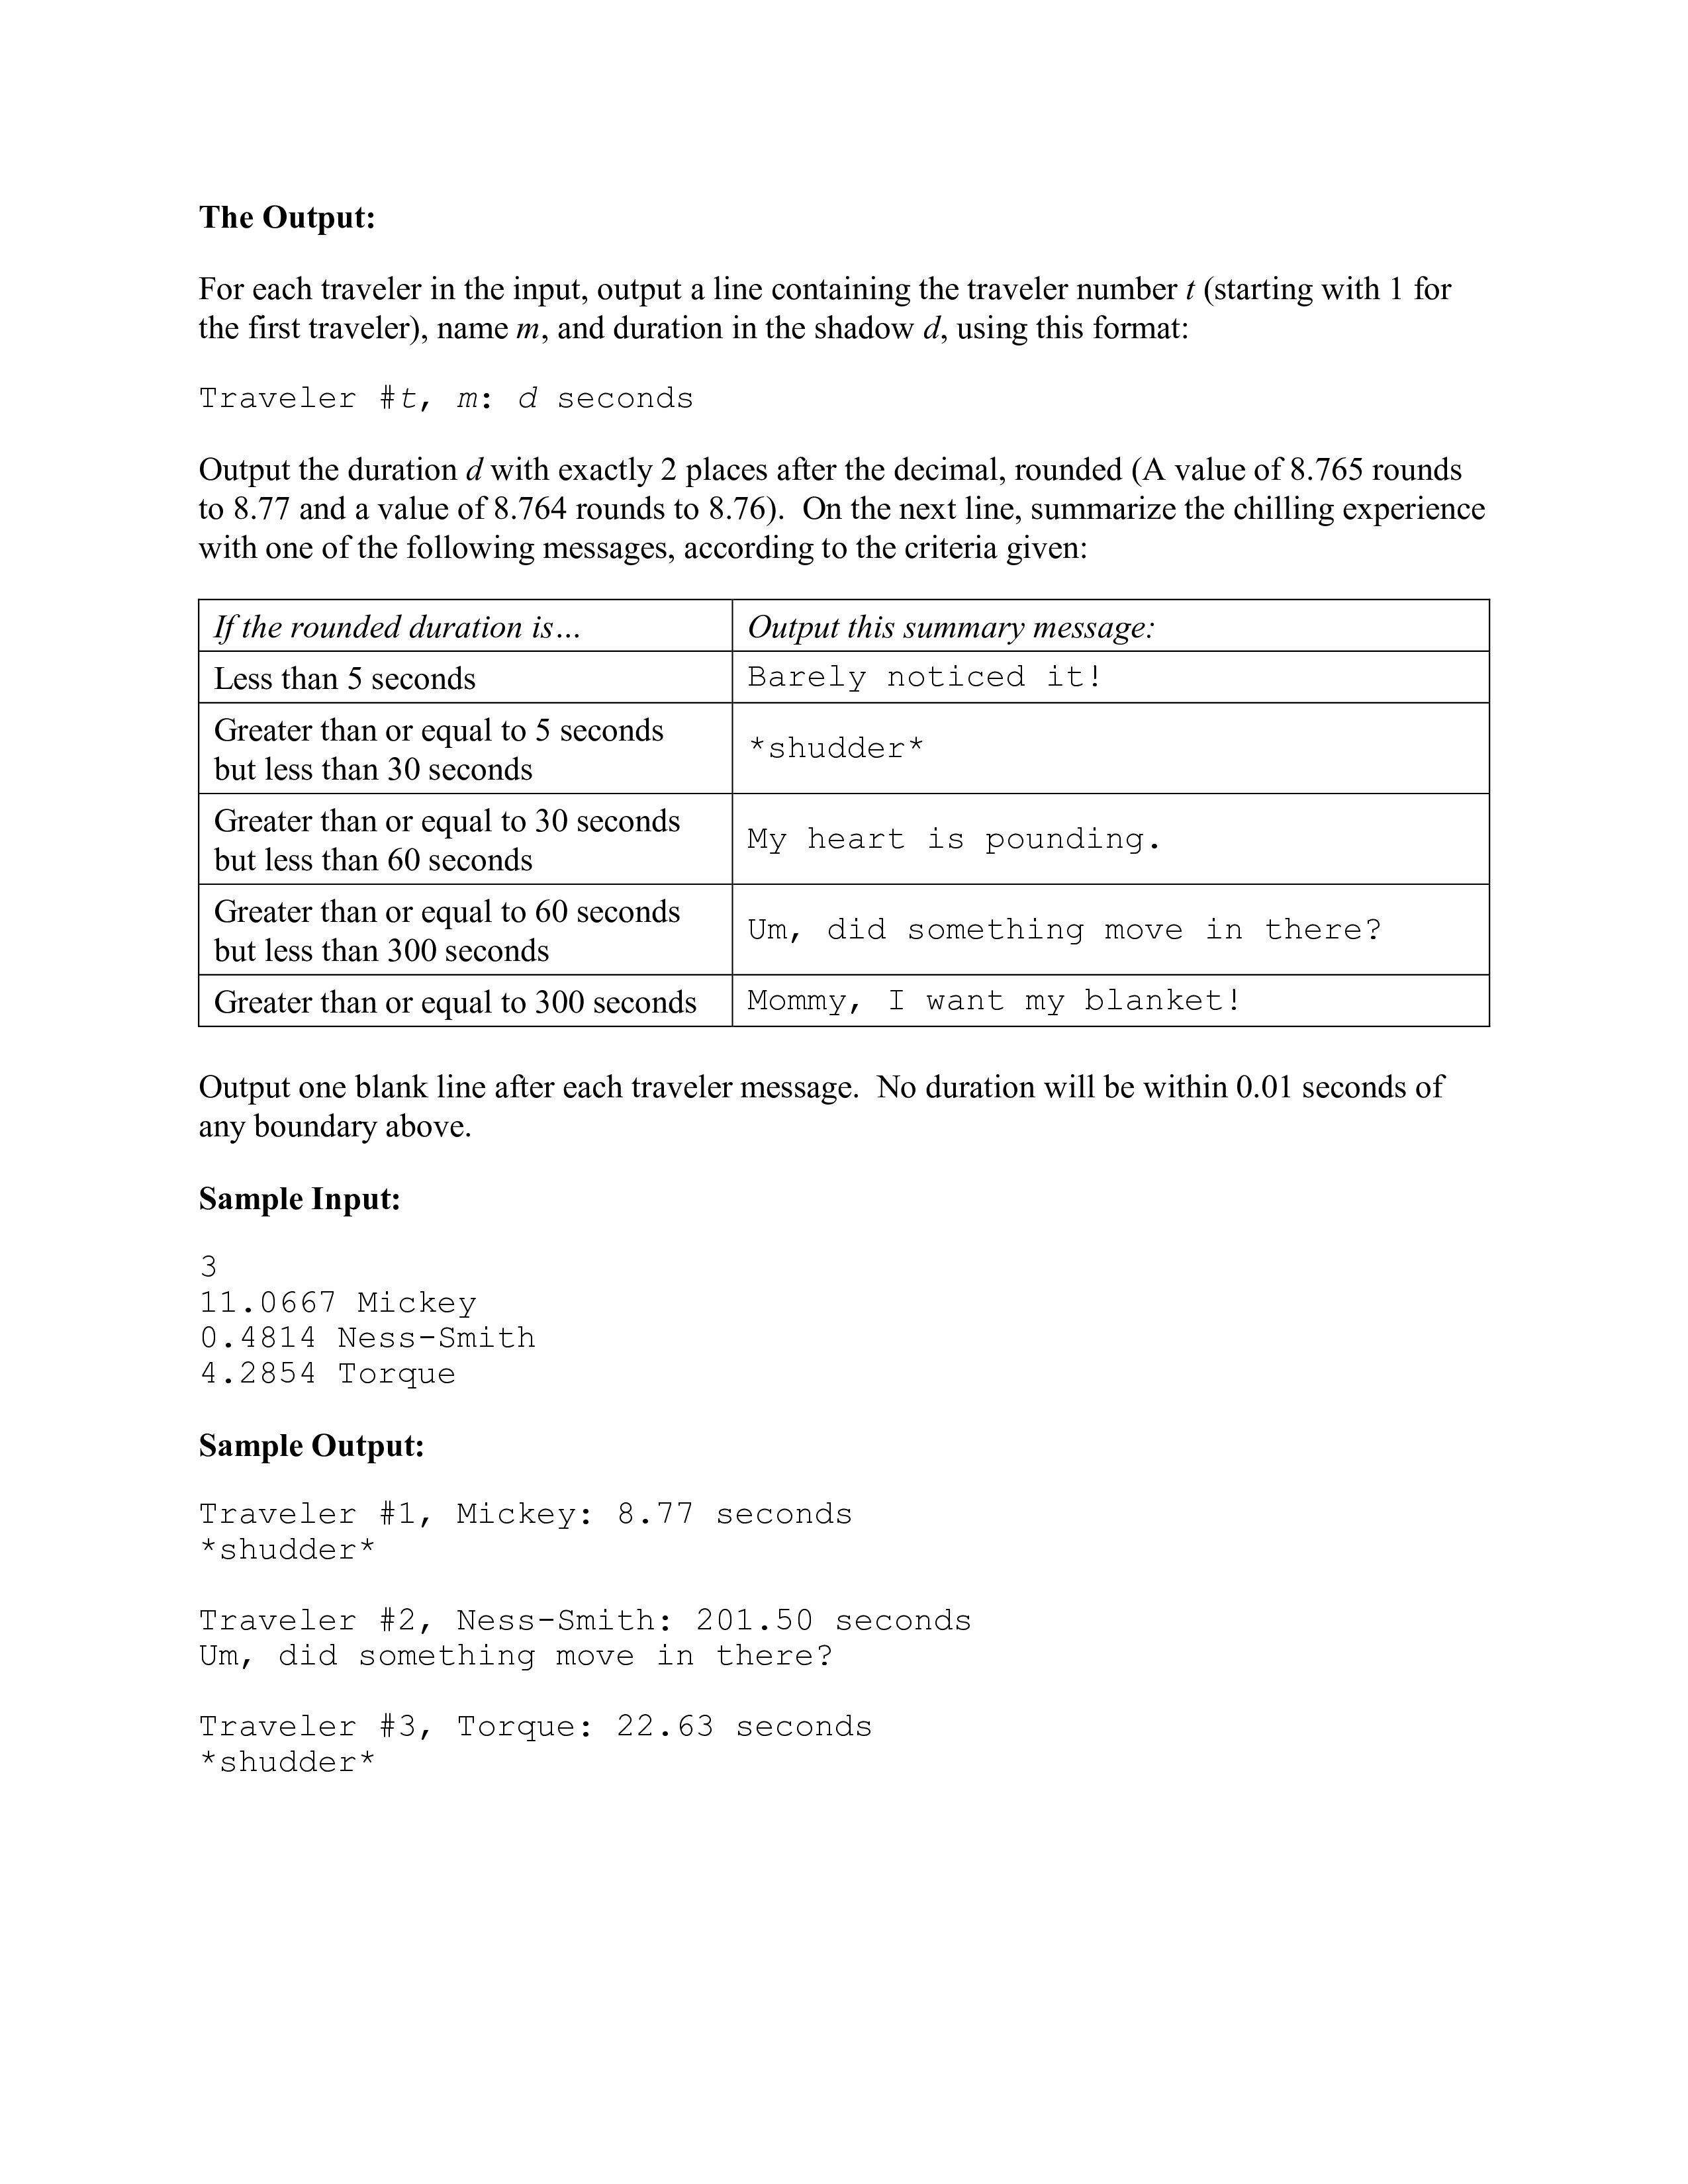 The Output:
For each traveler in the input, output a line containing the traveler number t (starting with 1 for
the first traveler), name m, and duration in the shadow d, using this format:
Traveler #t, m: d seconds
Output the duration d with exactly 2 places after the decimal, rounded (A value of 8.765 rounds
to 8.77 and a value of 8.764 rounds to 8.76).  On the next line, summarize the chilling experience
with one of the following messages, according to the criteria given:
If the rounded duration is…
Output this summary message:
Less than 5 seconds
Barely noticed it!
Greater than or equal to 5 seconds
but less than 30 seconds
*shudder*
Greater than or equal to 30 seconds
but less than 60 seconds
My heart is pounding.
Greater than or equal to 60 seconds
but less than 300 seconds
Um, did something move in there?
Greater than or equal to 300 seconds
Mommy, I want my blanket!
Output one blank line after each traveler message.  No duration will be within 0.01 seconds of
any boundary above.
Sample Input:
3
11.0667 Mickey
0.4814 Ness-Smith
4.2854 Torque
Sample Output:
Traveler #1, Mickey: 8.77 seconds
*shudder*
Traveler #2, Ness-Smith: 201.50 seconds
Um, did something move in there?
Traveler #3, Torque: 22.63 seconds
*shudder*